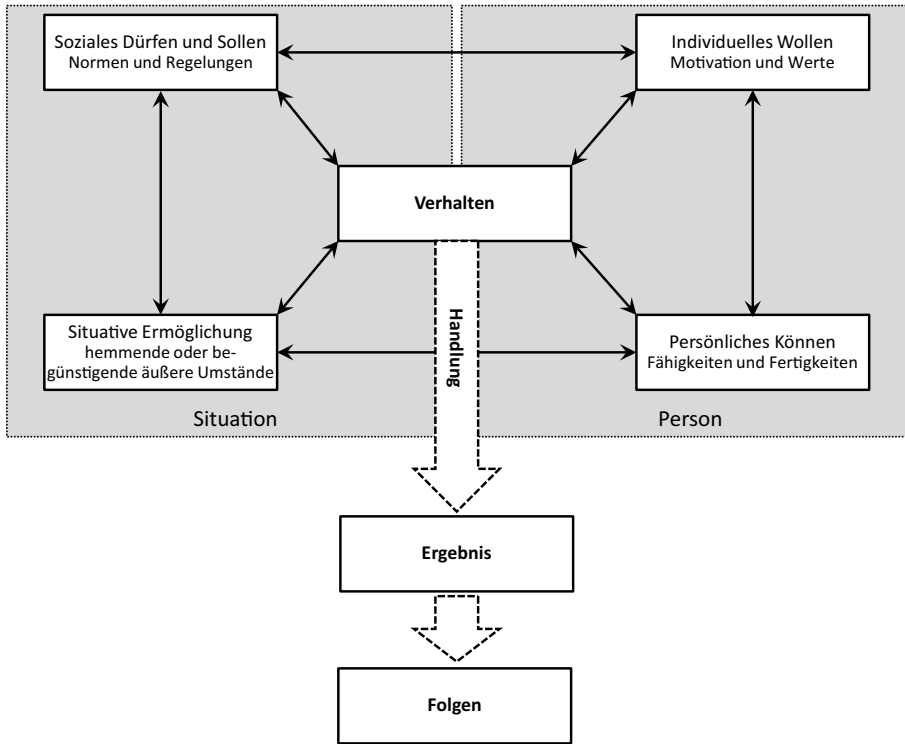 Soziales Dürfen und Sollen
Normen und Regelungen
Individuelles Wollen
Motivation und Werte
Verhalten
Handlung
Situative Ermöglichung
hemmende oder be-
günstigende äußere Umstände
Persönliches Können
Fähigkeiten und Fertigkeiten
Situation
Person
Ergebnis
Folgen